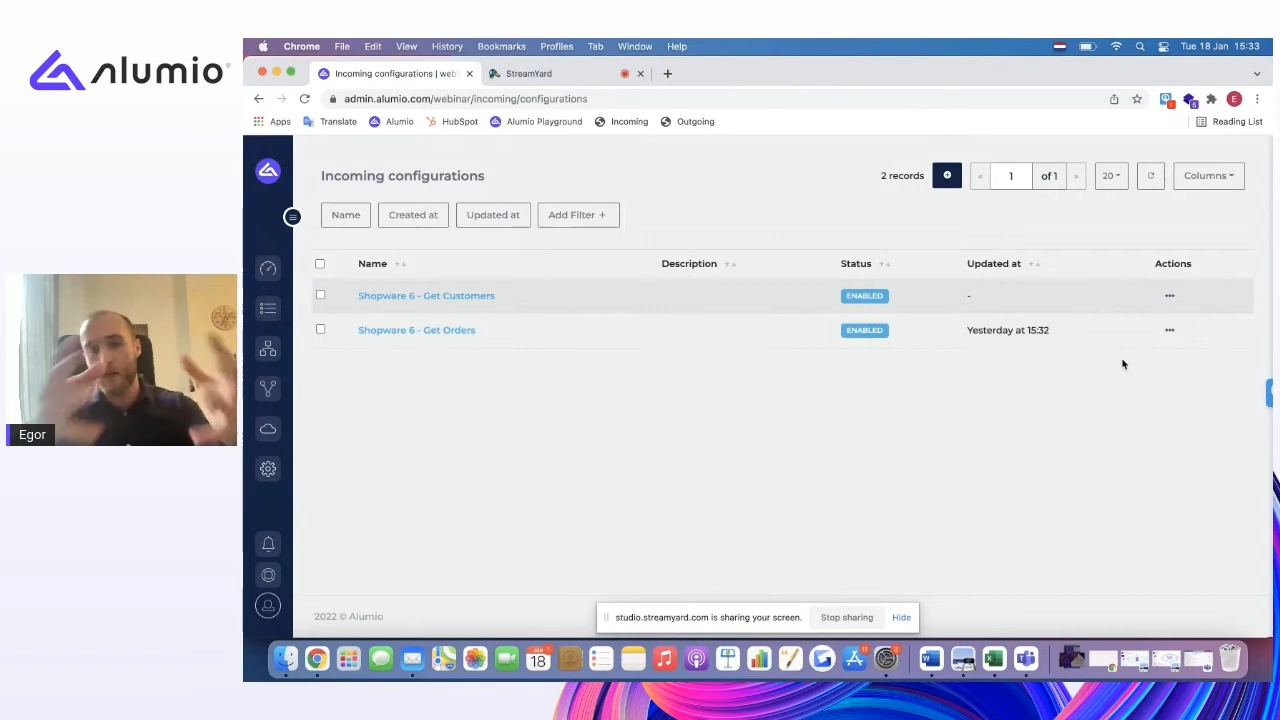 alumio
Chrome File Edit View History Bookmarks Profiles Tab Window Help
Tue 18 Jan 15:33
Incoming configurations | web
StreamYard
admin.alumio.com/webinar/incoming/configurations
E
Apps Translate Alumio HubSpot Alumio Playground Incoming Outgoing
Reading List
Incoming configurations
2 records
« 1 of 1 »
20
Columns
Name Created at Updated at Add Filter +
Name Description Status Updated at Actions
Shopware 6 - Get Customers ENABLED - •••
Shopware 6 - Get Orders ENABLED Yesterday at 15:32 •••
Egor
2022 © Alumio
studio.streamyard.com is sharing your screen. Stop sharing Hide
JAN
18
11